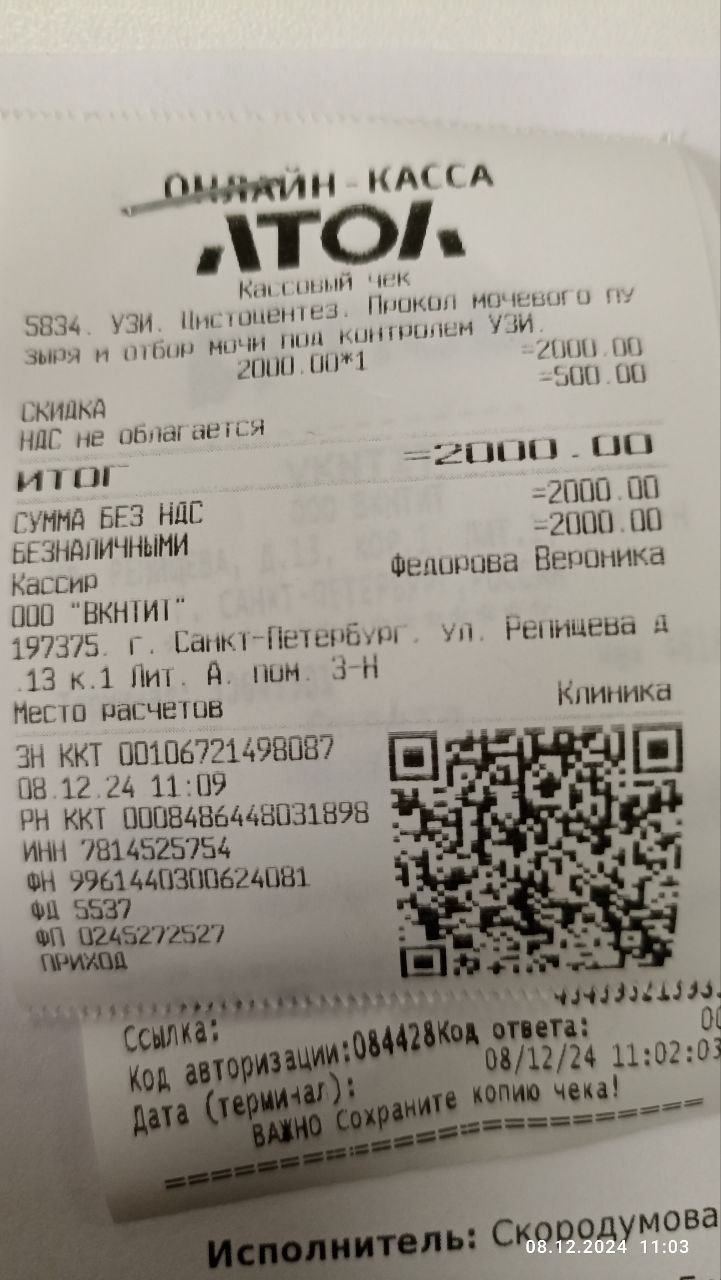 ОНЛАЙН-КАССА
АТОЛ
Кассовый чек
5834. УЗИ. Цистоцентез. Прокол мочевого пу
зыря и отбор мочи под контролем УЗИ.
2000.00*1 =2000.00
СКИДКА =500.00
НДС не облагается
ИТОГ =2000.00
СУММА БЕЗ НДС =2000.00
БЕЗНАЛИЧНЫМИ =2000.00
Кассир Федорова Вероника
ООО "ВКНТИТ"
197375. г. Санкт-Петербург. ул. Репищева д
.13 к.1 Лит. А. пом. 3-Н
Место расчетов Клиника
ЗН ККТ 00106721498087
08.12.24 11:09
РН ККТ 0008486448031898
ИНН 7814525754
ФН 9961440300624081
ФД 5537
ФП 0245272527
ПРИХОД
Ссылка:
Код авторизации:084428Код ответа: 00
Дата (терминал): 08/12/24 11:02:03
ВАЖНО Сохраните копию чека!
==========================
Исполнитель: Скородумова
08.12.2024 11:03